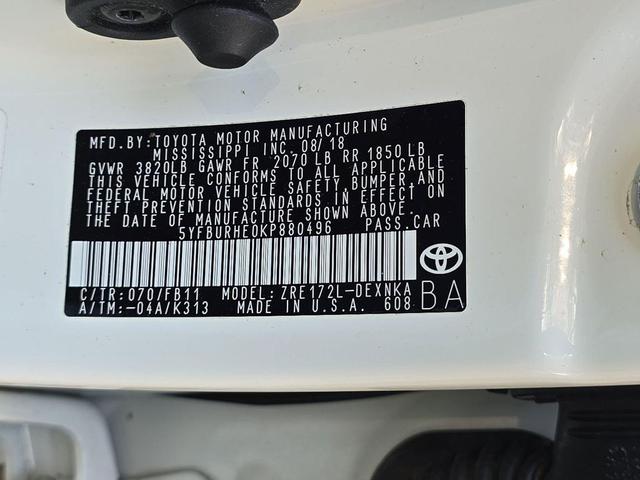 MFD.BY: TOYOTA MOTOR MANUFACTURING
MISSISSIPPI INC. 08/18
GVWR 3820LB GAWR FR 2070 LB RR 1850 LB
THIS VEHICLE CONFORMS TO ALL APPLICABLE
FEDERAL MOTOR VEHICLE SAFETY, BUMPER, AND
THEFT PREVENTION STANDARDS IN EFFECT ON
THE DATE OF MANUFACTURE SHOWN ABOVE.
5YFBURHE0KP880496 PASS.CAR
C/TR: 070/FB11 MODEL: ZRE172L-DEXNKA
A/TM: -04A/K313 MADE IN U.S.A. 608
BA